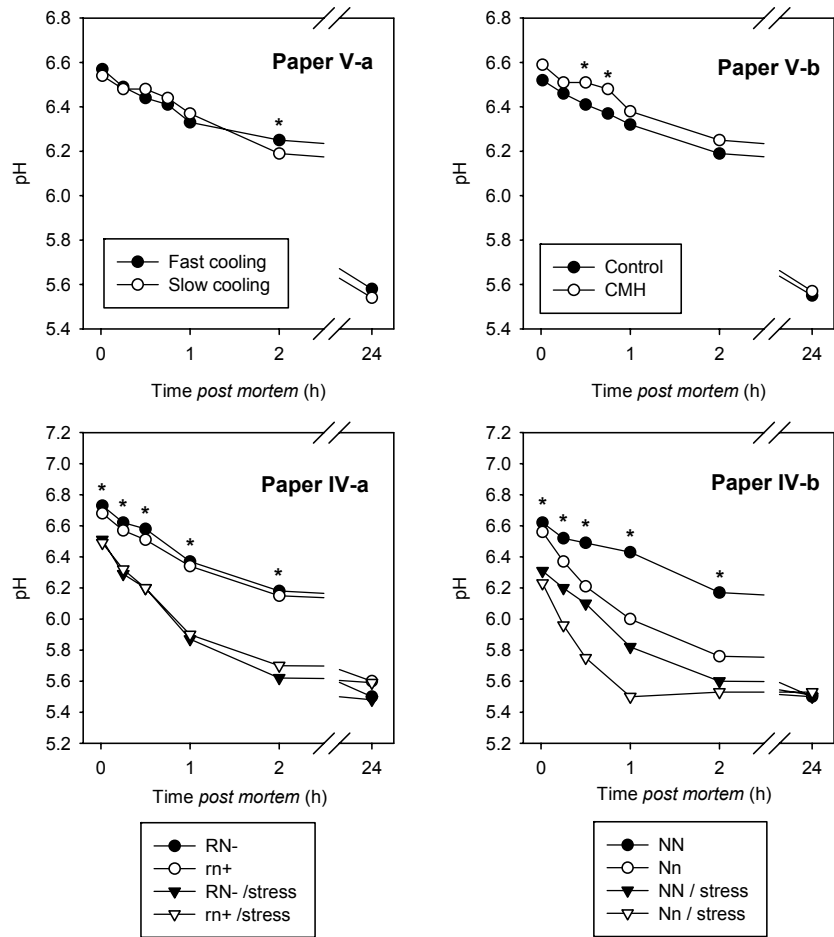 Paper V-a
pH
6.8
6.6
6.4
6.2
6.0
5.8
5.6
5.4
*
Fast cooling
Slow cooling
0 1 2 24
Time post mortem (h)
Paper V-b
pH
6.8
6.6
6.4
6.2
6.0
5.8
5.6
5.4
* *
Control
CMH
0 1 2 24
Time post mortem (h)
Paper IV-a
pH
7.2
7.0
6.8
6.6
6.4
6.2
6.0
5.8
5.6
5.4
5.2
* * * * *
0 1 2 24
Time post mortem (h)
RN-
rn+
RN- /stress
rn+ /stress
Paper IV-b
pH
7.2
7.0
6.8
6.6
6.4
6.2
6.0
5.8
5.6
5.4
5.2
* * * * *
0 1 2 24
Time post mortem (h)
NN
Nn
NN / stress
Nn / stress